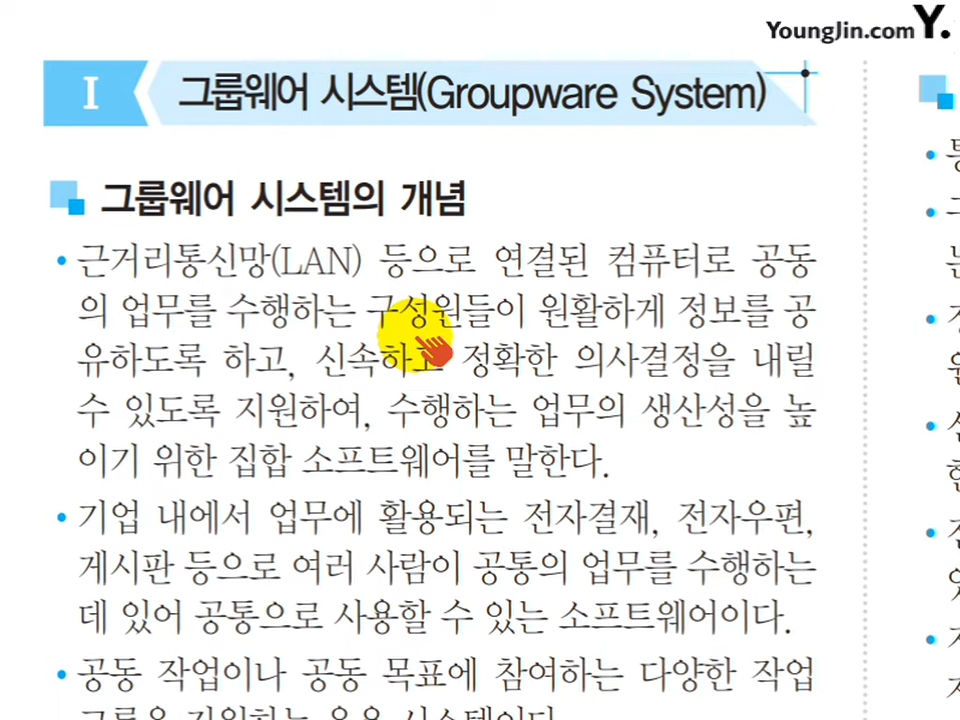 YoungJin.com Y.
I 그룹웨어 시스템(Groupware System)
그룹웨어 시스템의 개념
• 근거리통신망(LAN) 등으로 연결된 컴퓨터로 공동
의 업무를 수행하는 구성원들이 원활하게 정보를 공
유하도록 하고, 신속하고 정확한 의사결정을 내릴
수 있도록 지원하여, 수행하는 업무의 생산성을 높
이기 위한 집합 소프트웨어를 말한다.
• 기업 내에서 업무에 활용되는 전자결재, 전자우편,
게시판 등으로 여러 사람이 공통의 업무를 수행하는
데 있어 공통으로 사용할 수 있는 소프트웨어이다.
• 공동 작업이나 공동 목표에 참여하는 다양한 작업